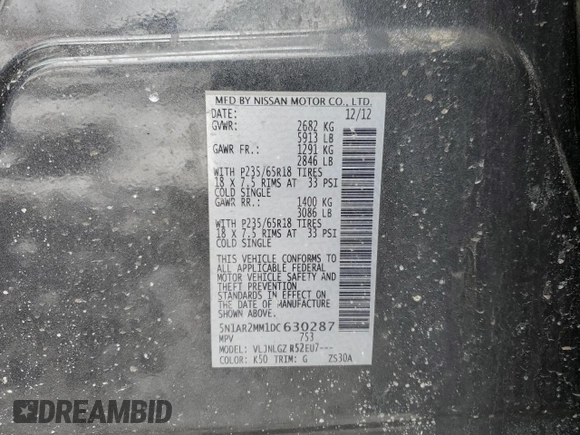 MFD BY NISSAN MOTOR CO., LTD.
DATE: 12/12
GVWR: 2682 KG
5913 LB
GAWR FR.: 1291 KG
2846 LB
WITH P235/65R18 TIRES
18 X 7.5 RIMS AT 33 PSI
COLD SINGLE
GAWR RR.: 1400 KG
3086 LB
WITH P235/65R18 TIRES
18 X 7.5 RIMS AT 33 PSI
COLD SINGLE
THIS VEHICLE CONFORMS TO
ALL APPLICABLE FEDERAL
MOTOR VEHICLE SAFETY AND
THEFT PREVENTION
STANDARDS IN EFFECT ON
THE DATE OF MANUFACTURE
SHOWN ABOVE.
5N1AR2MM1DC630287
MPV 753
MODEL: VLJNLGZ R52EU7---
COLOR: K50 TRIM: G ZS30A
DREAMBID